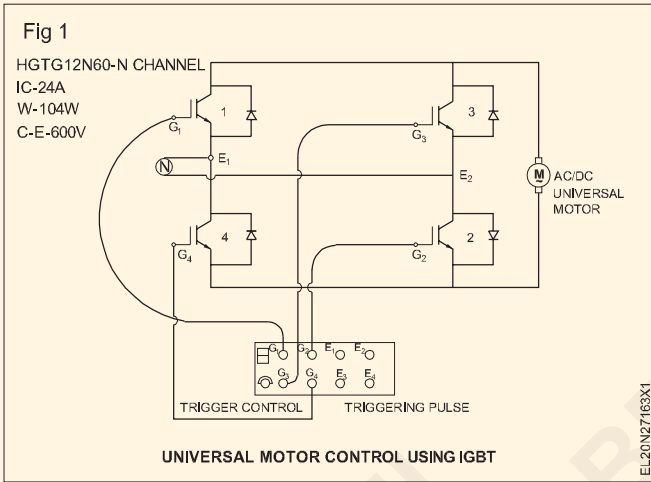 Fig 1
HGTG12N60-N CHANNEL
IC-24A
W-104W
C-E-600V
G1
1
G3
3
E1
N
E2
M
AC/DC
UNIVERSAL
MOTOR
G4
4
G2
2
G1 G2 E1 E2
G3 G4 E3 E4
TRIGGER CONTROL TRIGGERING PULSE
UNIVERSAL MOTOR CONTROL USING IGBT
EL20N27163X1